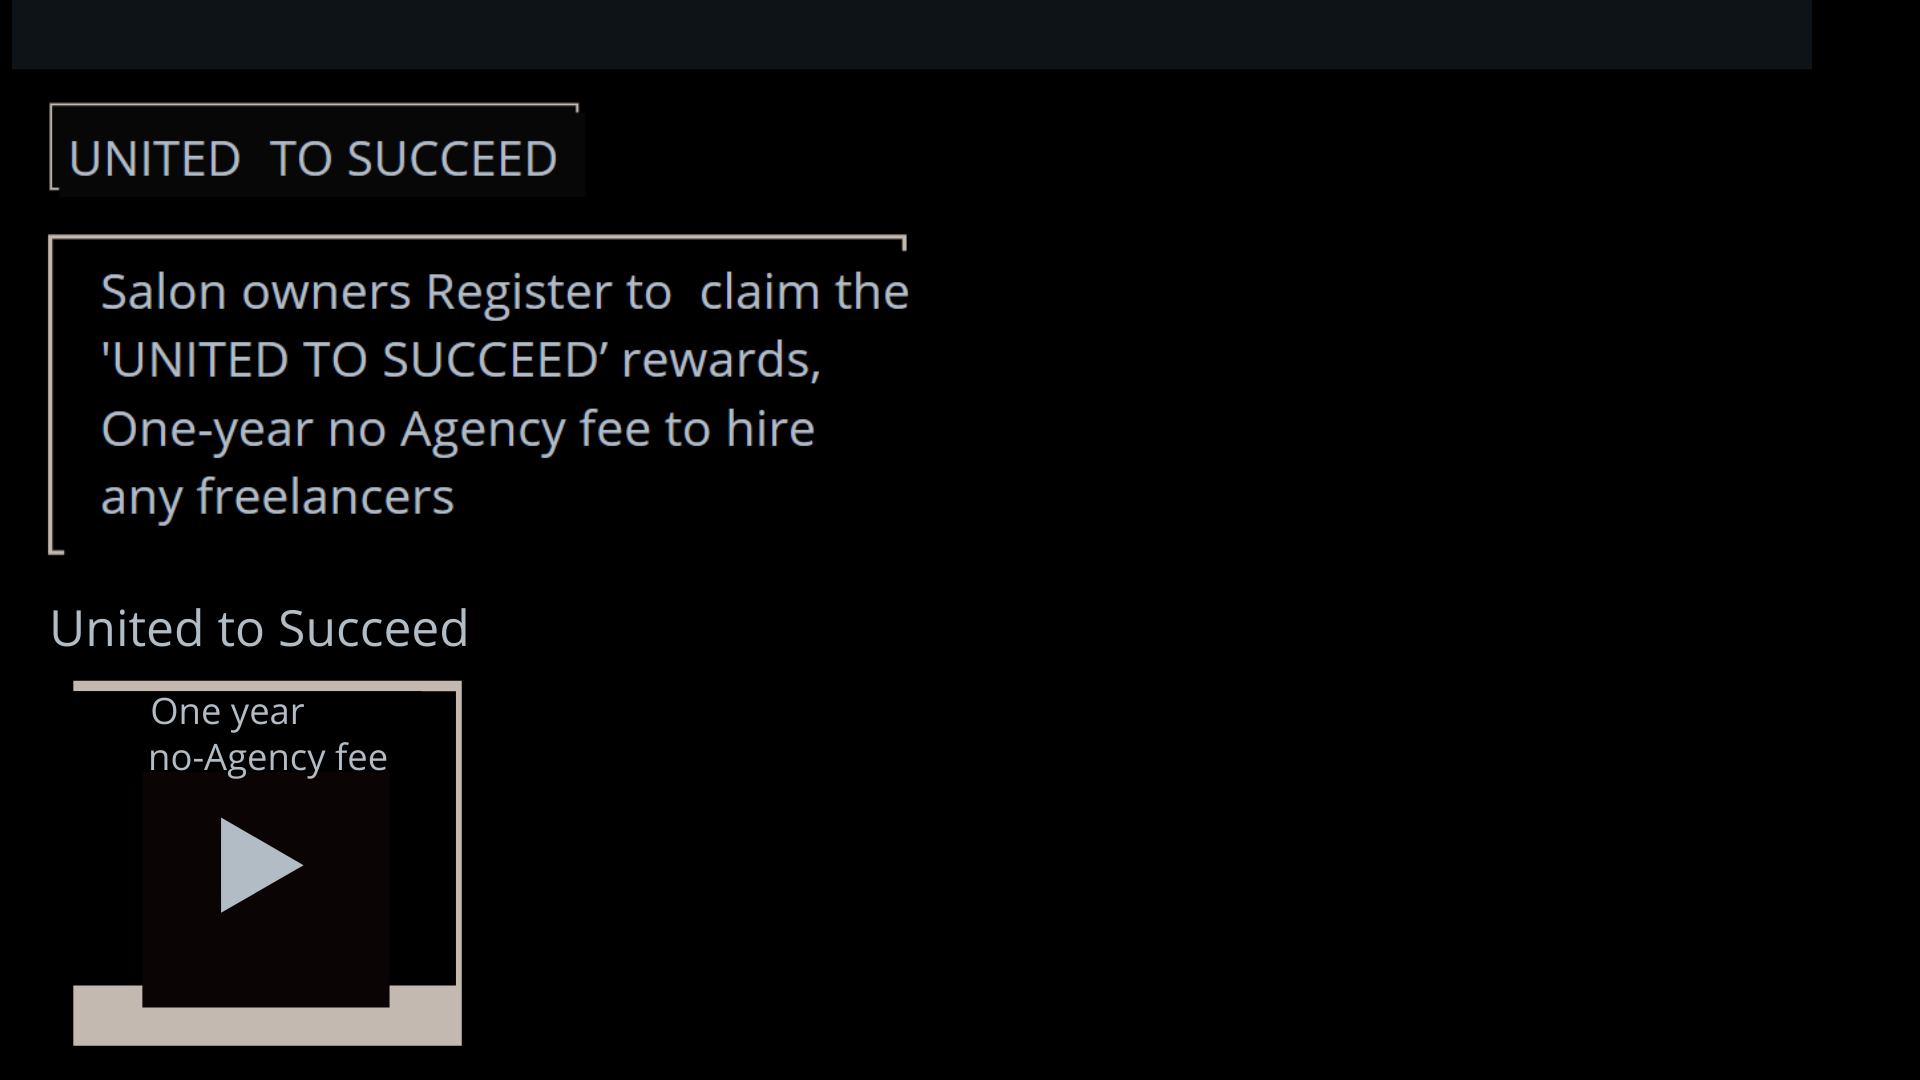 UNITED  TO SUCCEED
Salon owners Register to  claim the
'UNITED TO SUCCEED’ rewards,
One-year no Agency fee to hire
any freelancers
United to Succeed
One year
no-Agency fee